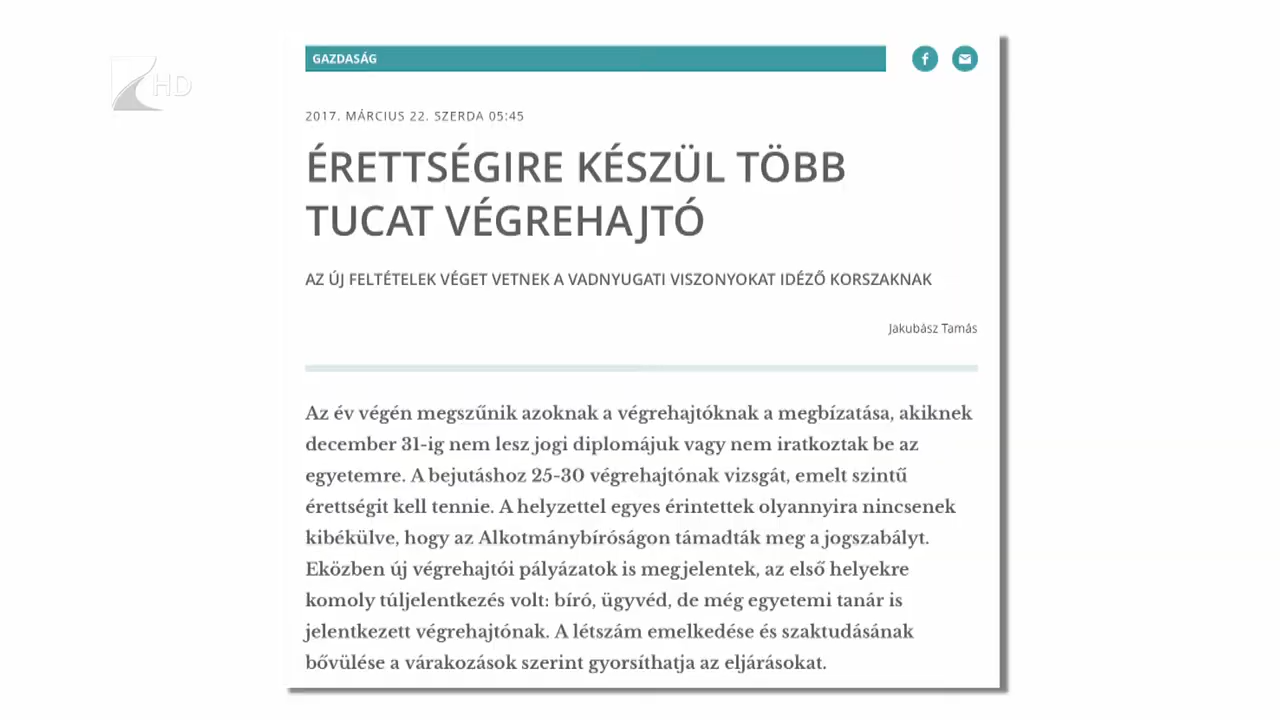 GAZDASÁG
HD
2017. MÁRCIUS 22. SZERDA 05:45
ÉRETTSÉGIRE KÉSZÜL TÖBB
TUCAT VÉGREHAJTÓ
AZ ÚJ FELTÉTELEK VÉGET VETNEK A VADNYUGATI VISZONYOKAT IDÉZŐ KORSZAKNAK
Jakubász Tamás
Az év végén megszűnik azoknak a végrehajtóknak a megbízatása, akiknek
december 31-ig nem lesz jogi diplomájuk vagy nem iratkoztak be az
egyetemre. A bejutáshoz 25-30 végrehajtónak vizsgát, emelt szintű
érettségit kell tennie. A helyzettel egyes érintettek olyannyira nincsenek
kibékülve, hogy az Alkotmánybíróságon támadták meg a jogszabályt.
Eközben új végrehajtói pályázatok is megjelentek, az első helyekre
komoly túljelentkezés volt: bíró, ügyvéd, de még egyetemi tanár is
jelentkezett végrehajtónak. A létszám emelkedése és szaktudásának
bővülése a várakozások szerint gyorsíthatja az eljárásokat.